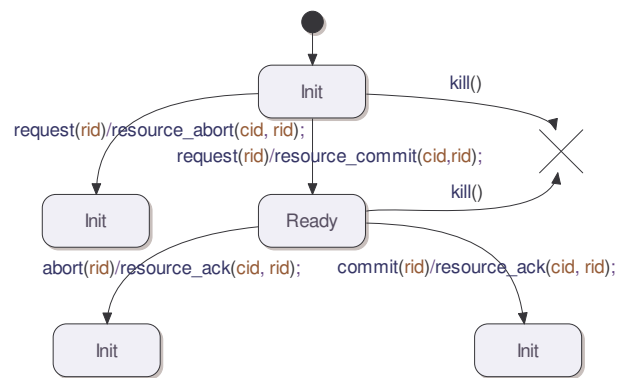 kill()
Init
request(rid)/resource_abort(cid, rid);
request(rid)/resource_commit(cid,rid);
kill()
Init
Ready
abort(rid)/resource_ack(cid, rid);
commit(rid)/resource_ack(cid, rid);
Init
Init